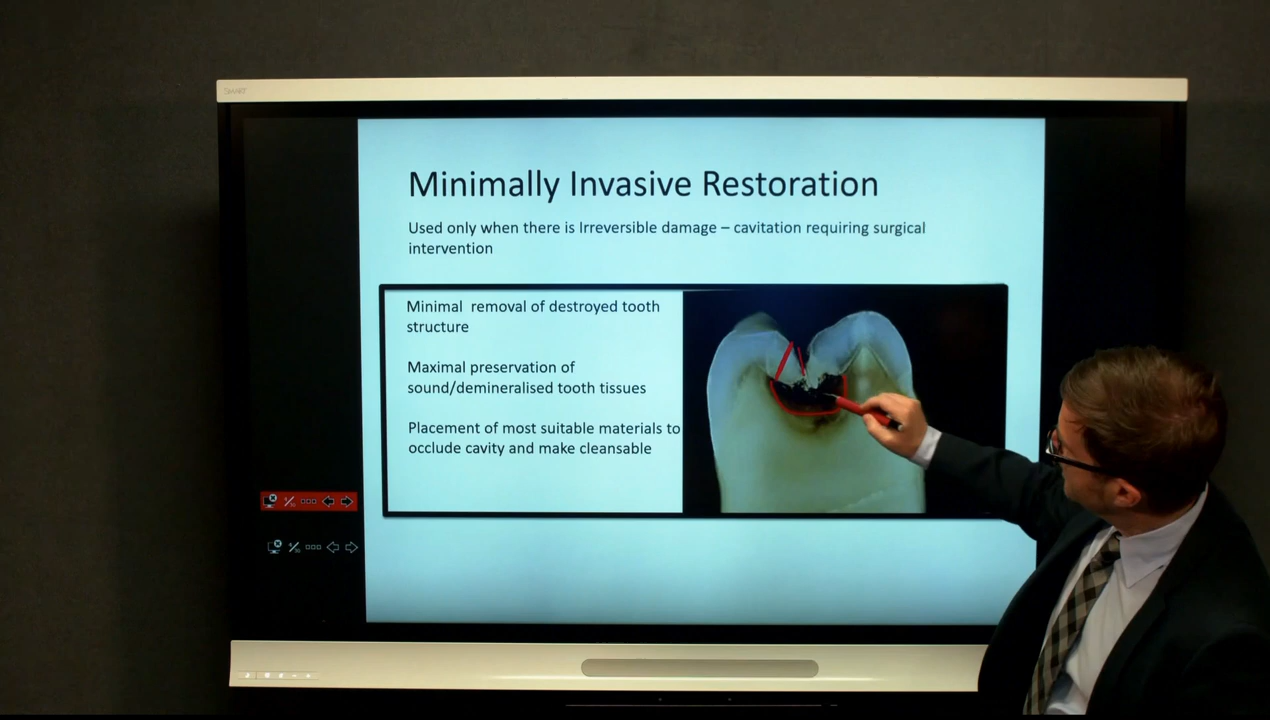 SMART
Minimally Invasive Restoration
Used only when there is Irreversible damage – cavitation requiring surgical
intervention
Minimal removal of destroyed tooth
structure
Maximal preservation of
sound/demineralised tooth tissues
Placement of most suitable materials to
occlude cavity and make cleansable